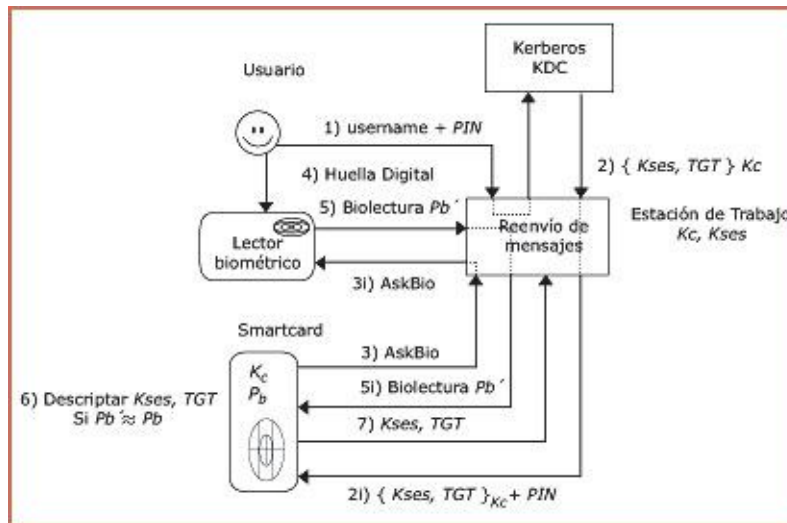 Kerberos
KDC
Usuario
1) username + PIN
2) { Kses, TGT } Kc
4) Huella Digital
5) Biolectura Pb´
Estación de Trabajo
Kc, Kses
Reenvío de
mensajes
Lector
biométrico
3i) AskBio
Smartcard
3) AskBio
Kc
Pb
5i) Biolectura Pb´
6) Descriptar Kses, TGT
Si Pb´≈ Pb
7) Kses, TGT
2i) { Kses, TGT }Kc + PIN